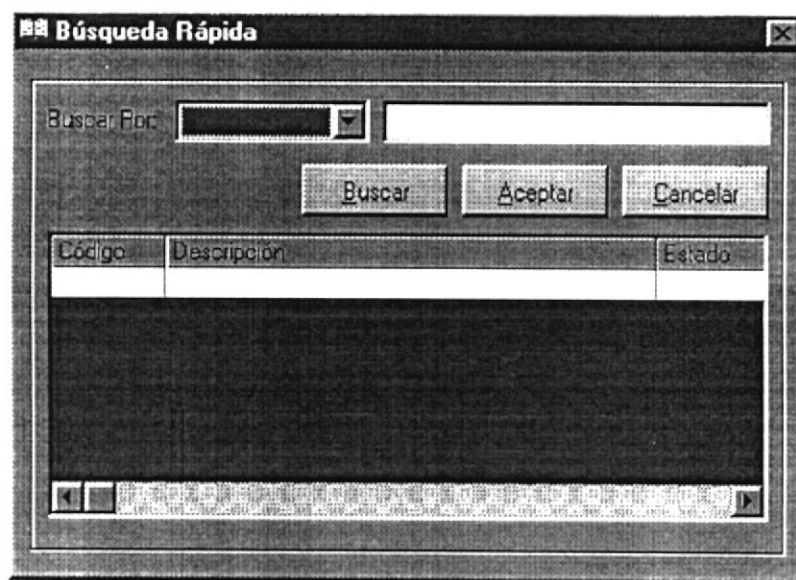 Búsqueda Rápida
Buscar Por:
Buscar Aceptar Cancelar
Código Descripción Estado